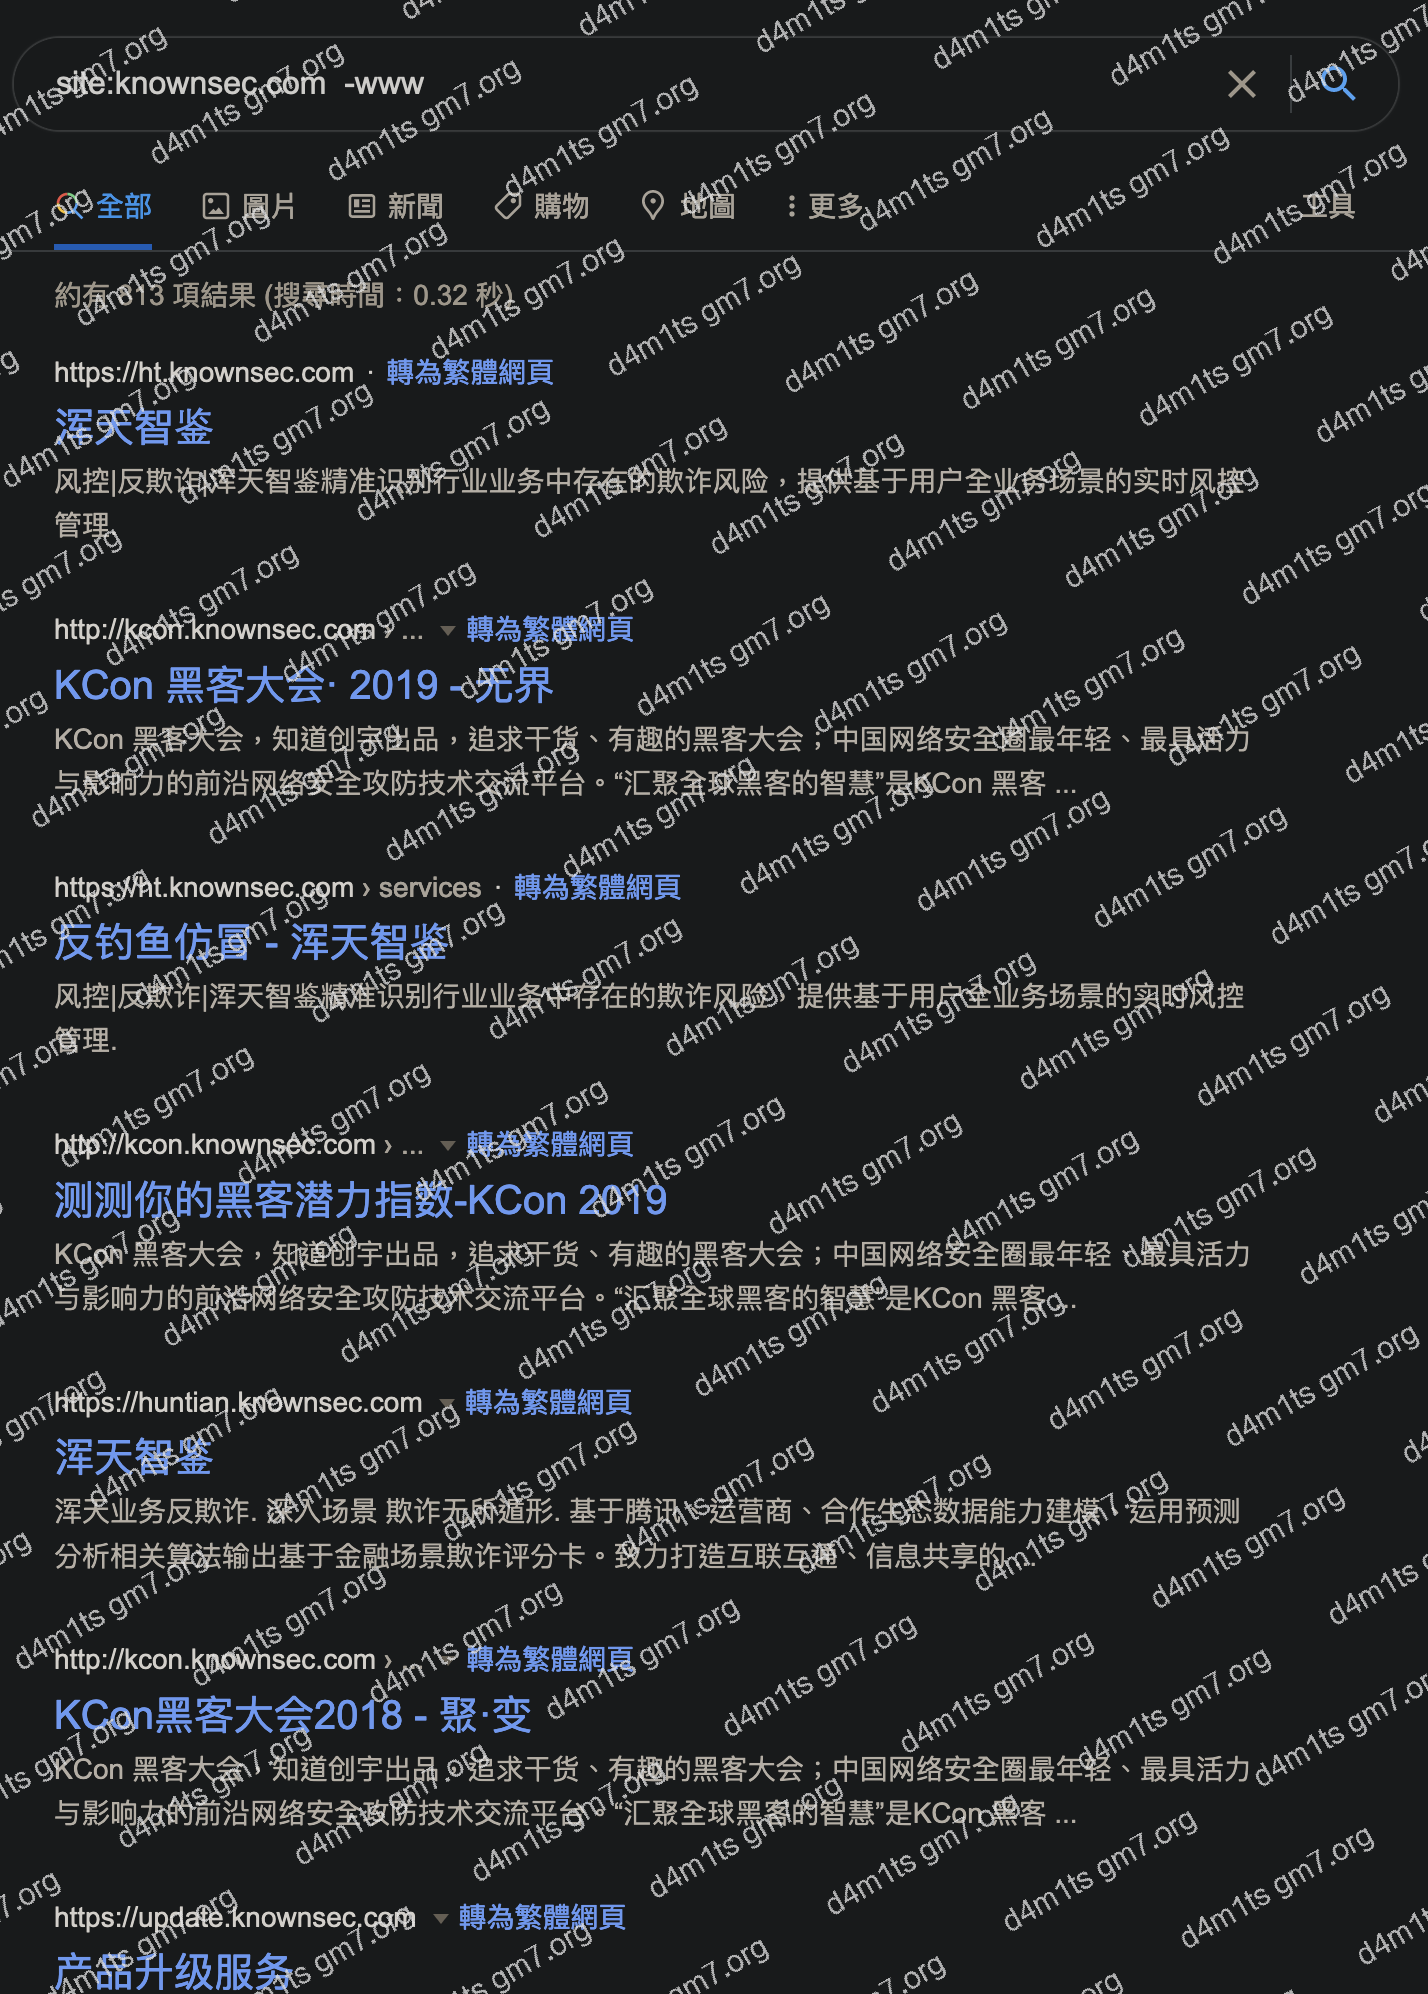 site:knownsec.com -www
全部 圖片 新聞 購物 地圖 更多 工具
約有 813 項結果 (搜尋時間：0.32 秒)
https://ht.knownsec.com · 轉為繁體網頁
浑天智鉴
风控|反欺诈|浑天智鉴精准识别行业业务中存在的欺诈风险，提供基于用户全业务场景的实时风控
管理.
http://kcon.knownsec.com › ... 轉為繁體網頁
KCon 黑客大会· 2019 - 无界
KCon 黑客大会，知道创宇出品，追求干货、有趣的黑客大会；中国网络安全圈最年轻、最具活力
与影响力的前沿网络安全攻防技术交流平台。“汇聚全球黑客的智慧”是KCon 黑客 ...
https://ht.knownsec.com › services · 轉為繁體網頁
反钓鱼仿冒 - 浑天智鉴
风控|反欺诈|浑天智鉴精准识别行业业务中存在的欺诈风险，提供基于用户全业务场景的实时风控
管理.
http://kcon.knownsec.com › ... 轉為繁體網頁
测测你的黑客潜力指数-KCon 2019
KCon 黑客大会，知道创宇出品，追求干货、有趣的黑客大会；中国网络安全圈最年轻、最具活力
与影响力的前沿网络安全攻防技术交流平台。“汇聚全球黑客的智慧”是KCon 黑客 ...
https://huntian.knownsec.com 轉為繁體網頁
浑天智鉴
浑天业务反欺诈. 深入场景 欺诈无所遁形. 基于腾讯、运营商、合作生态数据能力建模，运用预测
分析相关算法输出基于金融场景欺诈评分卡。致力打造互联互通、信息共享的 ...
http://kcon.knownsec.com › ... 轉為繁體網頁
KCon黑客大会2018 - 聚·变
KCon 黑客大会，知道创宇出品，追求干货、有趣的黑客大会；中国网络安全圈最年轻、最具活力
与影响力的前沿网络安全攻防技术交流平台。“汇聚全球黑客的智慧”是KCon 黑客 ...
https://update.knownsec.com 轉為繁體網頁
产品升级服务
d4m1ts gm7.org